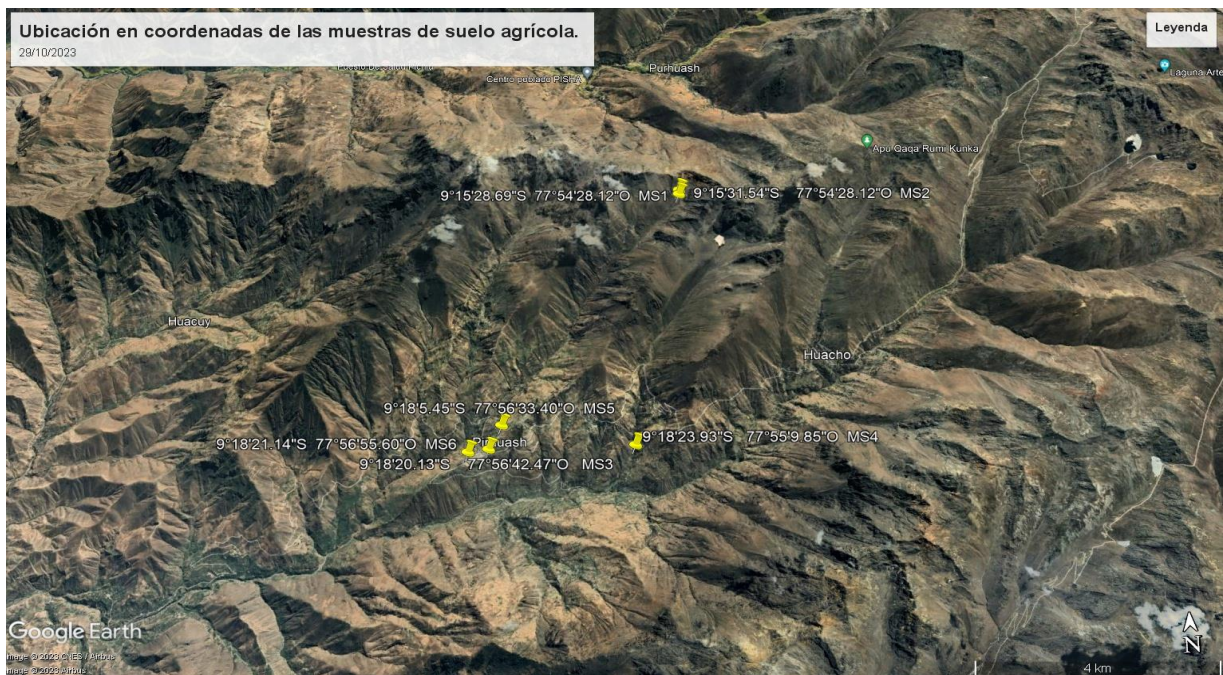 Ubicación en coordenadas de las muestras de suelo agrícola.
29/10/2023
Leyenda
Centro poblado PISHA
Purhuash
Laguna Arte
Apu Qaqa Rumi Kunka
9°15'28.69"S 77°54'28.12"O MS1
9°15'31.54"S 77°54'28.12"O MS2
Huacuy
Huacho
9°18'5.45"S 77°56'33.40"O MS5
9°18'21.14"S 77°56'55.60"O MS6
9°18'23.93"S 77°55'9.85"O MS4
9°18'20.13"S 77°56'42.47"O MS3
Google Earth
Image © 2023 CNES / Airbus
Image © 2023 Airbus
N
4 km